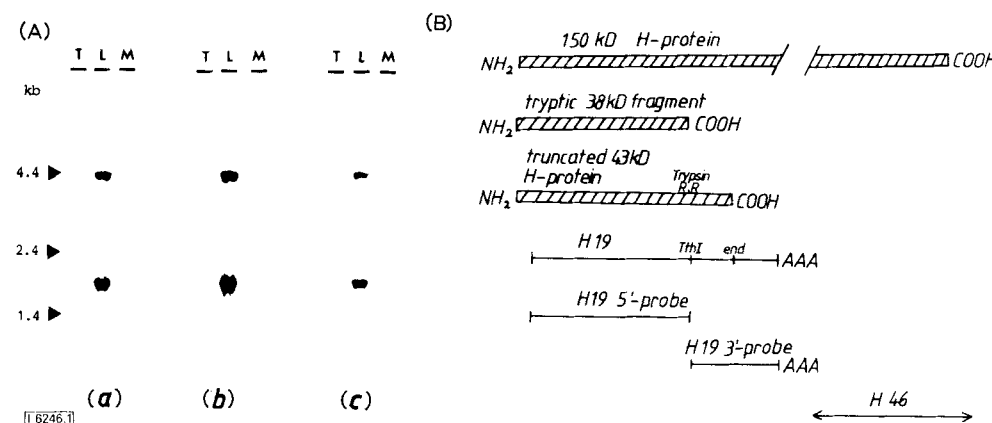 (A)
T L M
T L M
T L M
kb
4.4
2.4
1.4
(a)
(b)
(c)
I 6246.1
(B)
150 kD H-protein
NH2
COOH
tryptic 38kD fragment
NH2
COOH
truncated 43kD
H-protein
Trypsin
R,R
NH2
COOH
H19
TthI
end
AAA
H19 5'-probe
H19 3'-probe
AAA
H 46